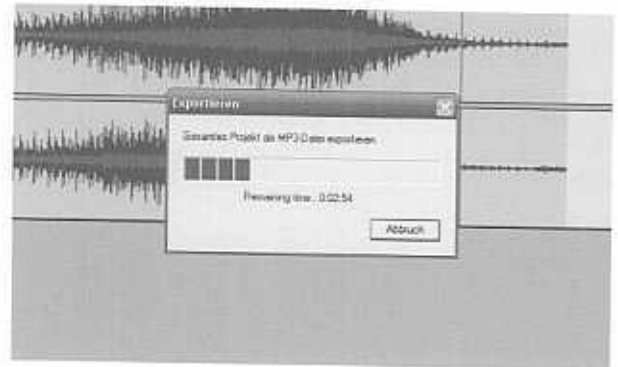 Exportieren
Gesamtes Projekt als MP3-Datei exportieren
Remaining time : 0:02:54
Abbruch